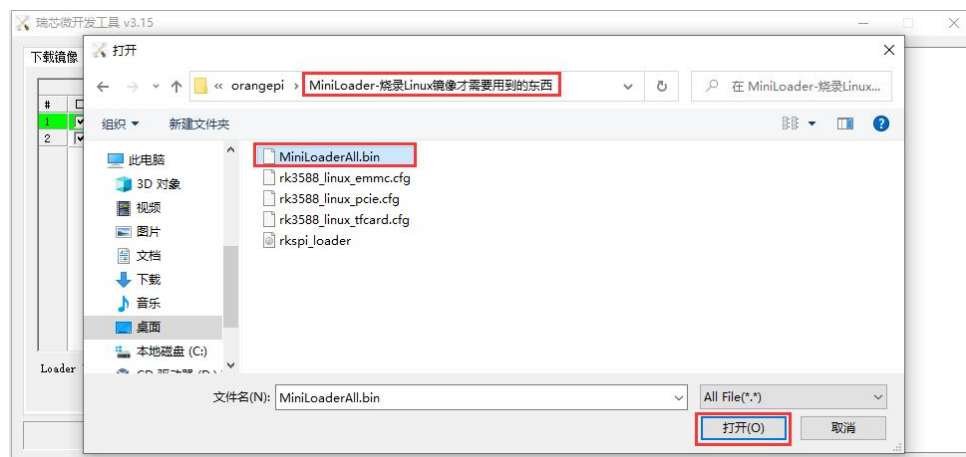 瑞芯微开发工具 v3.15
下载镜像
打开
« orangepi › MiniLoader-烧录Linux镜像才需要用到的东西
在 MiniLoader-烧录Linux...
组织
新建文件夹
#
1
2
此电脑
3D 对象
视频
图片
文档
下载
音乐
桌面
本地磁盘 (C:)
MiniLoaderAll.bin
rk3588_linux_emmc.cfg
rk3588_linux_pcie.cfg
rk3588_linux_tfcard.cfg
rkspi_loader
Loader
文件名(N): MiniLoaderAll.bin
All File(*.*)
打开(O)
取消